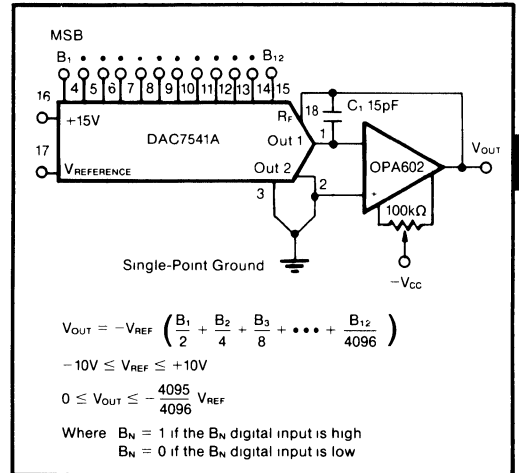 MSB
B₁ • • • • • • • • • • B₁₂
4 5 6 7 8 9 10 11 12 13 14 15
16
+15V
17
V_REFERENCE
DAC7541A
R_F
18
C₁ 15pF
Out 1
1
Out 2
2
3
OPA602
+
V_OUT
100kΩ
−V_CC
Single-Point Ground
V_OUT = −V_REF (B₁/2 + B₂/4 + B₃/8 + • • • + B₁₂/4096)
−10V ≤ V_REF ≤ +10V
0 ≤ V_OUT ≤ −4095/4096 V_REF
Where B_N = 1 if the B_N digital input is high
B_N = 0 if the B_N digital input is low